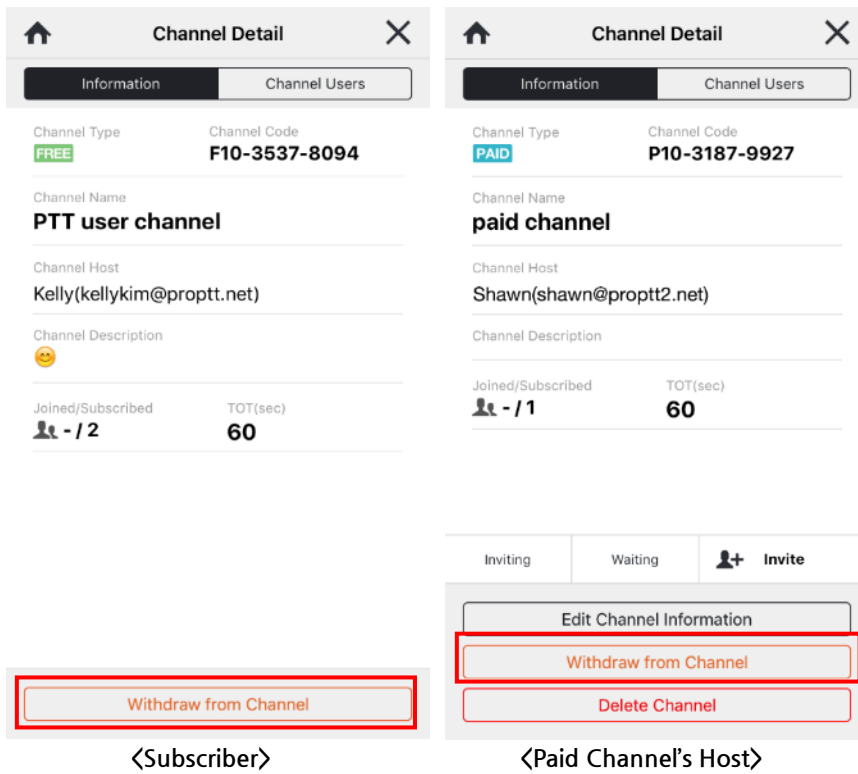 Channel Detail
Information Channel Users
Channel Type Channel Code
FREE F10-3537-8094
Channel Name
PTT user channel
Channel Host
Kelly(kellykim@proptt.net)
Channel Description
😊
Joined/Subscribed TOT(sec)
- / 2 60
Withdraw from Channel
<Subscriber>
Channel Detail
Information Channel Users
Channel Type Channel Code
PAID P10-3187-9927
Channel Name
paid channel
Channel Host
Shawn(shawn@proptt2.net)
Channel Description
Joined/Subscribed TOT(sec)
- / 1 60
Inviting Waiting Invite
Edit Channel Information
Withdraw from Channel
Delete Channel
<Paid Channel's Host>